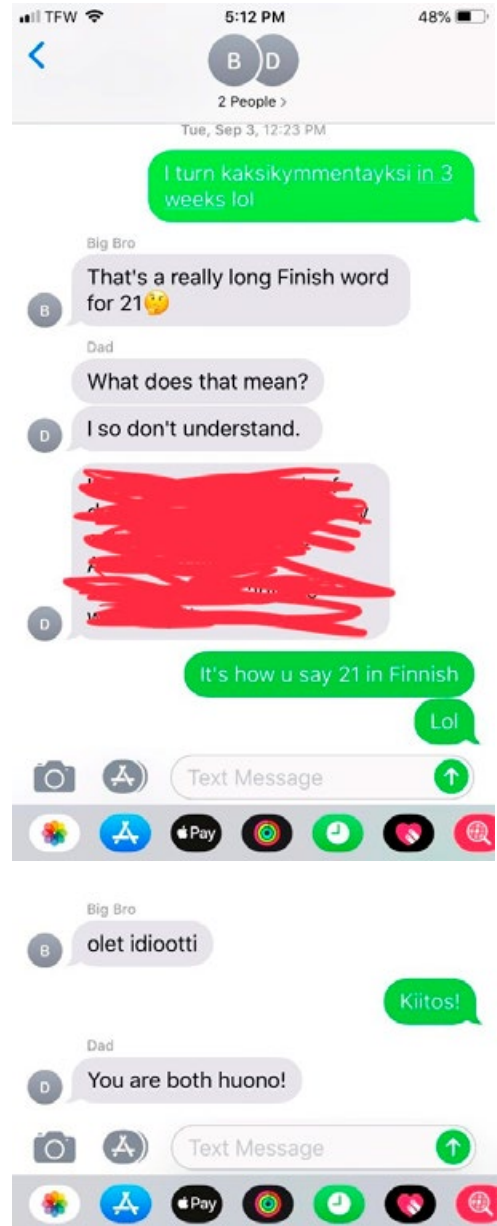 TFW 5:12 PM 48%
B D
2 People >
Tue, Sep 3, 12:23 PM
I turn kaksikymmentayksi in 3
weeks lol
Big Bro
That's a really long Finish word
for 21🤔
B
Dad
What does that mean?
I so don't understand.
D
D
It's how u say 21 in Finnish
Lol
Text Message
Pay
Big Bro
olet idiootti
B
Kiitos!
Dad
You are both huono!
D
Text Message
Pay